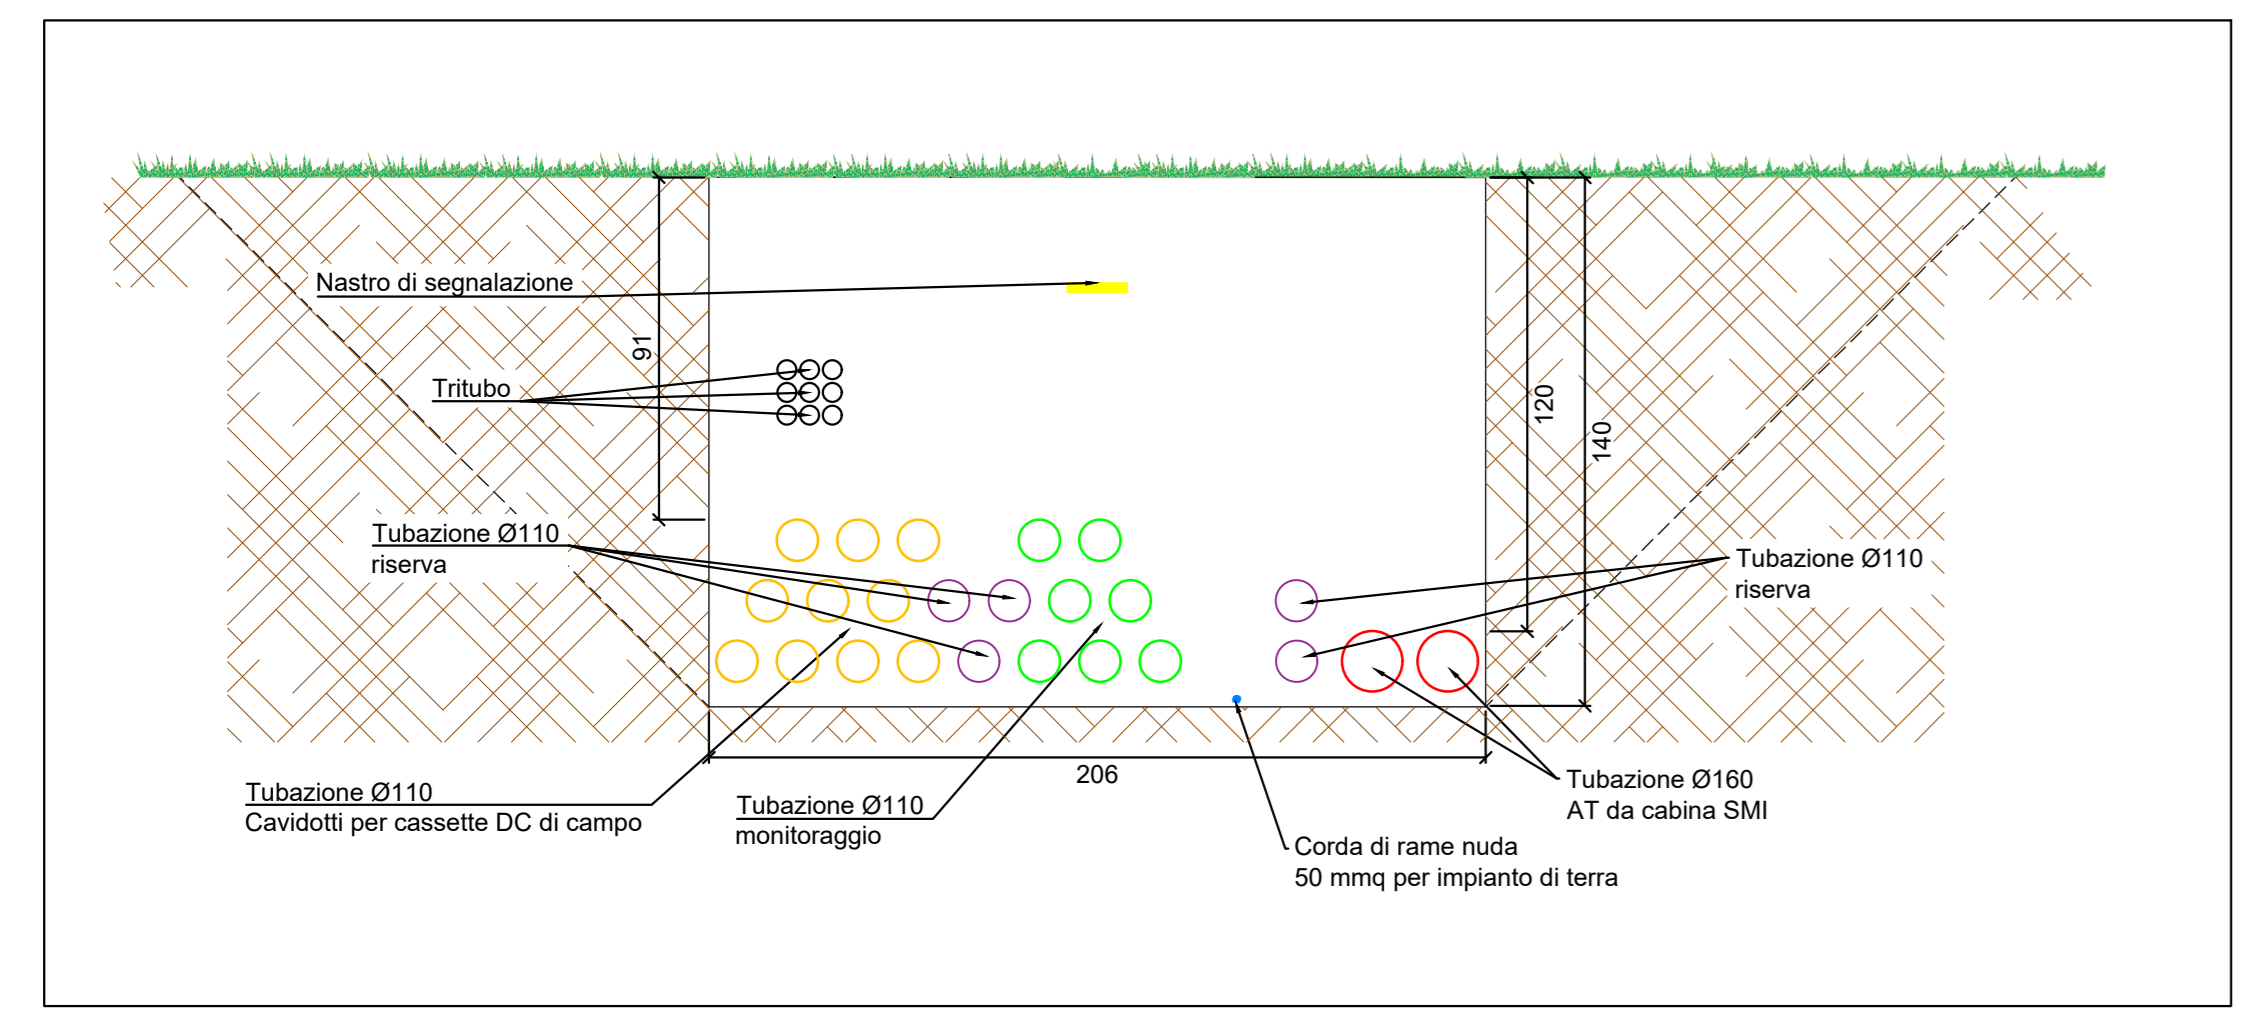 Nastro di segnalazione
91
Tritubo
120
140
Tubazione Ø110
riserva
Tubazione Ø110
riserva
206
Tubazione Ø110
Cavidotti per cassette DC di campo
Tubazione Ø110
monitoraggio
Tubazione Ø160
AT da cabina SMI
Corda di rame nuda
50 mmq per impianto di terra